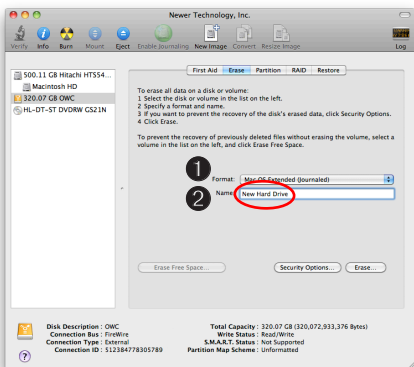 Newer Technology, Inc.
Verify Info Burn Mount Eject Enable Journaling New Image Convert Resize Image Log
First Aid Erase Partition RAID Restore
500.11 GB Hitachi HTS54...
Macintosh HD
320.07 GB OWC
HL-DT-ST DVDRW GS21N
To erase all data on a disk or volume:
1 Select the disk or volume in the list on the left.
2 Specify a format and name.
3 If you want to prevent the recovery of the disk's erased data, click Security Options.
4 Click Erase.
To prevent the recovery of previously deleted files without erasing the volume, select a
volume in the list on the left, and click Erase Free Space.
1 Format: Mac OS Extended (Journaled)
2 Name: New Hard Drive
Erase Free Space... Security Options... Erase...
Disk Description : OWC Total Capacity : 320.07 GB (320,072,933,376 Bytes)
Connection Bus : FireWire Write Status : Read/Write
Connection Type : External S.M.A.R.T. Status : Not Supported
Connection ID : 512384778305789 Partition Map Scheme : Unformatted
?